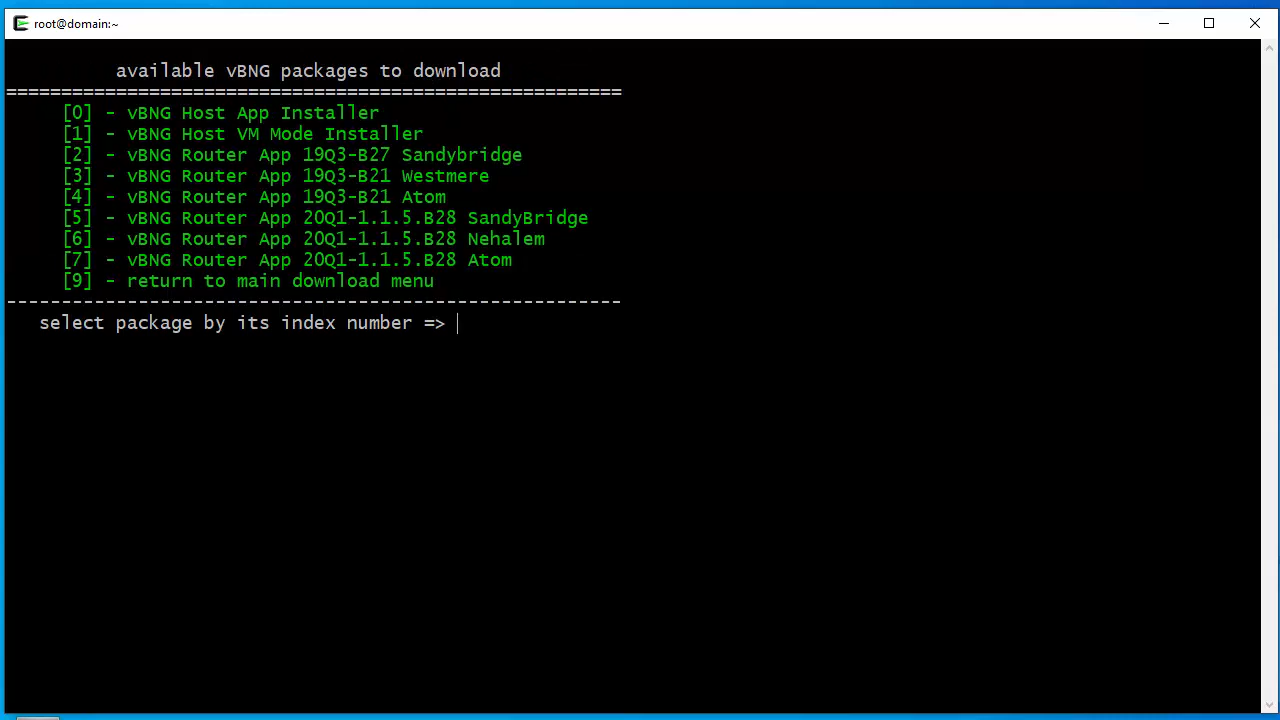 root@domain:~
available vBNG packages to download
========================================================
[0] - vBNG Host App Installer
[1] - vBNG Host VM Mode Installer
[2] - vBNG Router App 19Q3-B27 Sandybridge
[3] - vBNG Router App 19Q3-B21 Westmere
[4] - vBNG Router App 19Q3-B21 Atom
[5] - vBNG Router App 20Q1-1.1.5.B28 SandyBridge
[6] - vBNG Router App 20Q1-1.1.5.B28 Nehalem
[7] - vBNG Router App 20Q1-1.1.5.B28 Atom
[9] - return to main download menu
--------------------------------------------------------
select package by its index number =>